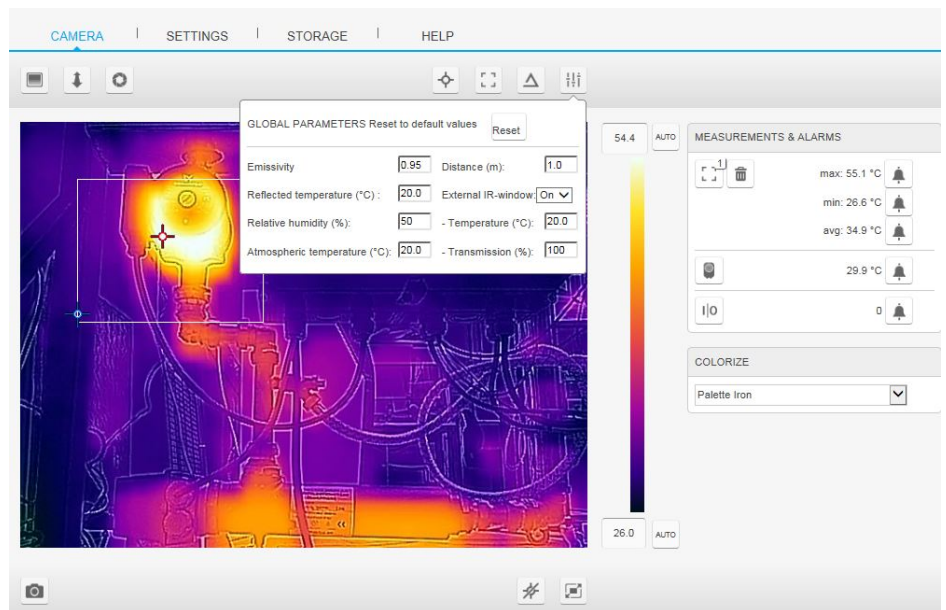 CAMERA | SETTINGS | STORAGE | HELP
GLOBAL PARAMETERS Reset to default values Reset
Emissivity 0.95 Distance (m): 1.0
Reflected temperature (°C) : 20.0 External IR-window: On
Relative humidity (%): 50 - Temperature (°C): 20.0
Atmospheric temperature (°C): 20.0 - Transmission (%): 100
54.4 AUTO
26.0 AUTO
MEASUREMENTS & ALARMS
1 max: 55.1 °C
min: 26.6 °C
avg: 34.9 °C
29.9 °C
I|O 0
COLORIZE
Palette Iron